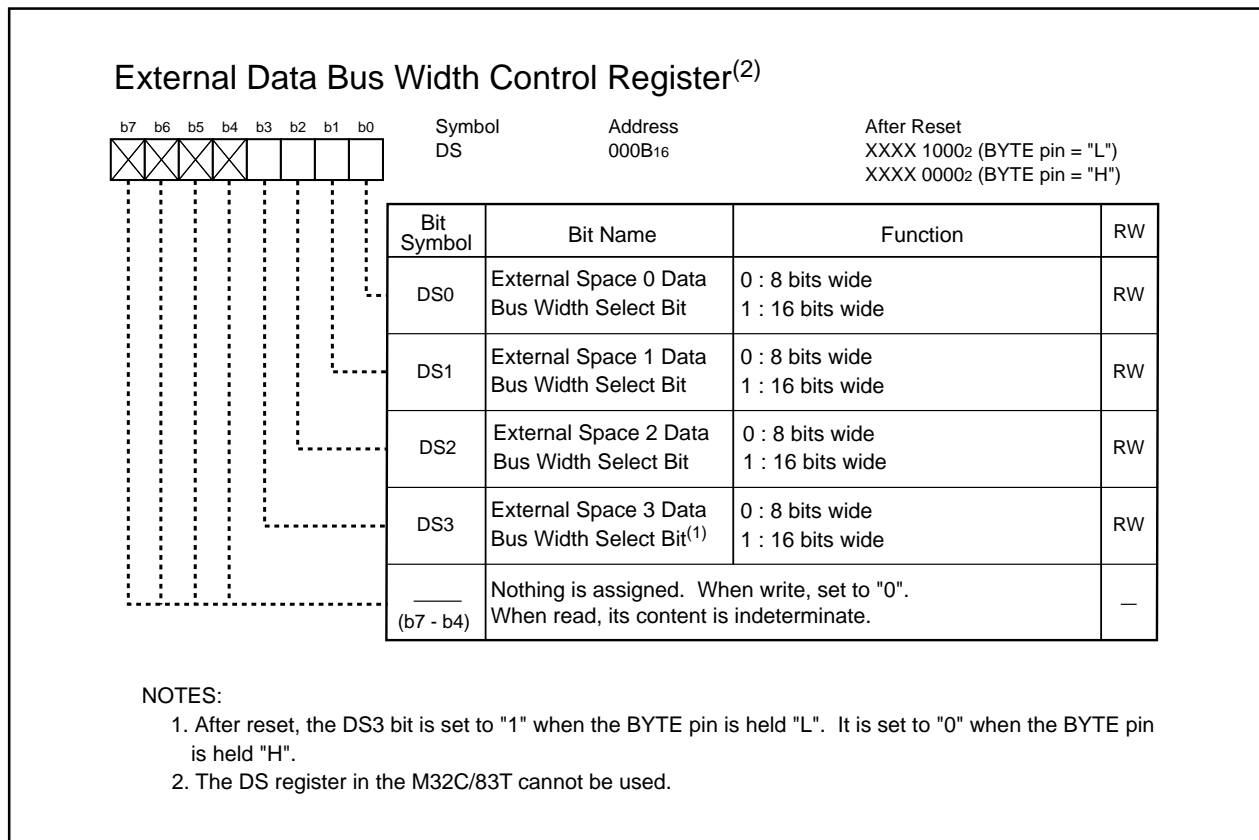 External Data Bus Width Control Register(2)
b7 b6 b5 b4 b3 b2 b1 b0
Symbol Address After Reset
DS 000B16 XXXX 10002 (BYTE pin = "L")
XXXX 00002 (BYTE pin = "H")
Bit Symbol Bit Name Function RW
DS0 External Space 0 Data 0 : 8 bits wide RW
Bus Width Select Bit 1 : 16 bits wide
DS1 External Space 1 Data 0 : 8 bits wide RW
Bus Width Select Bit 1 : 16 bits wide
DS2 External Space 2 Data 0 : 8 bits wide RW
Bus Width Select Bit 1 : 16 bits wide
DS3 External Space 3 Data 0 : 8 bits wide RW
Bus Width Select Bit(1) 1 : 16 bits wide
Nothing is assigned. When write, set to "0". —
(b7 - b4) When read, its content is indeterminate.
NOTES:
1. After reset, the DS3 bit is set to "1" when the BYTE pin is held "L". It is set to "0" when the BYTE pin
is held "H".
2. The DS register in the M32C/83T cannot be used.